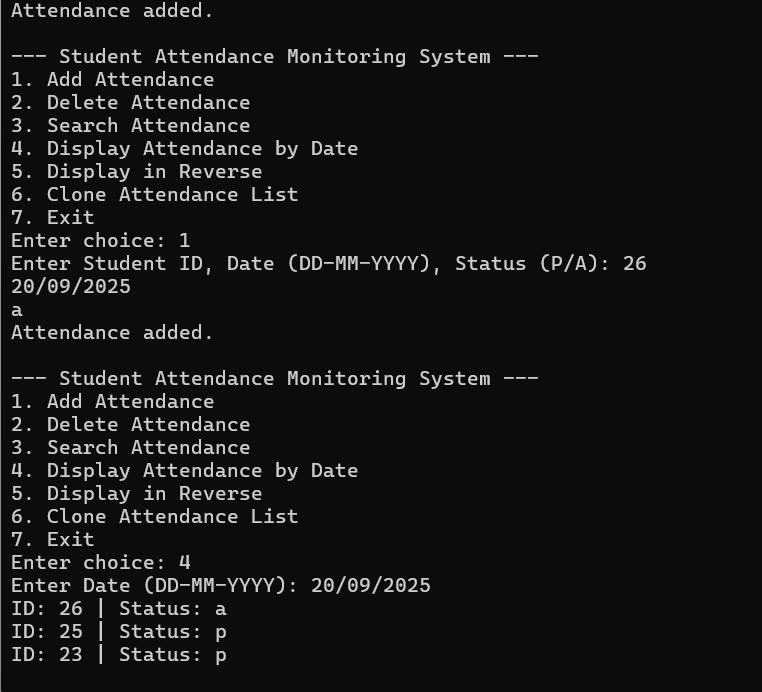 Attendance added.
--- Student Attendance Monitoring System ---
1. Add Attendance
2. Delete Attendance
3. Search Attendance
4. Display Attendance by Date
5. Display in Reverse
6. Clone Attendance List
7. Exit
Enter choice: 1
Enter Student ID, Date (DD-MM-YYYY), Status (P/A): 26
20/09/2025
a
Attendance added.
--- Student Attendance Monitoring System ---
1. Add Attendance
2. Delete Attendance
3. Search Attendance
4. Display Attendance by Date
5. Display in Reverse
6. Clone Attendance List
7. Exit
Enter choice: 4
Enter Date (DD-MM-YYYY): 20/09/2025
ID: 26 | Status: a
ID: 25 | Status: p
ID: 23 | Status: p